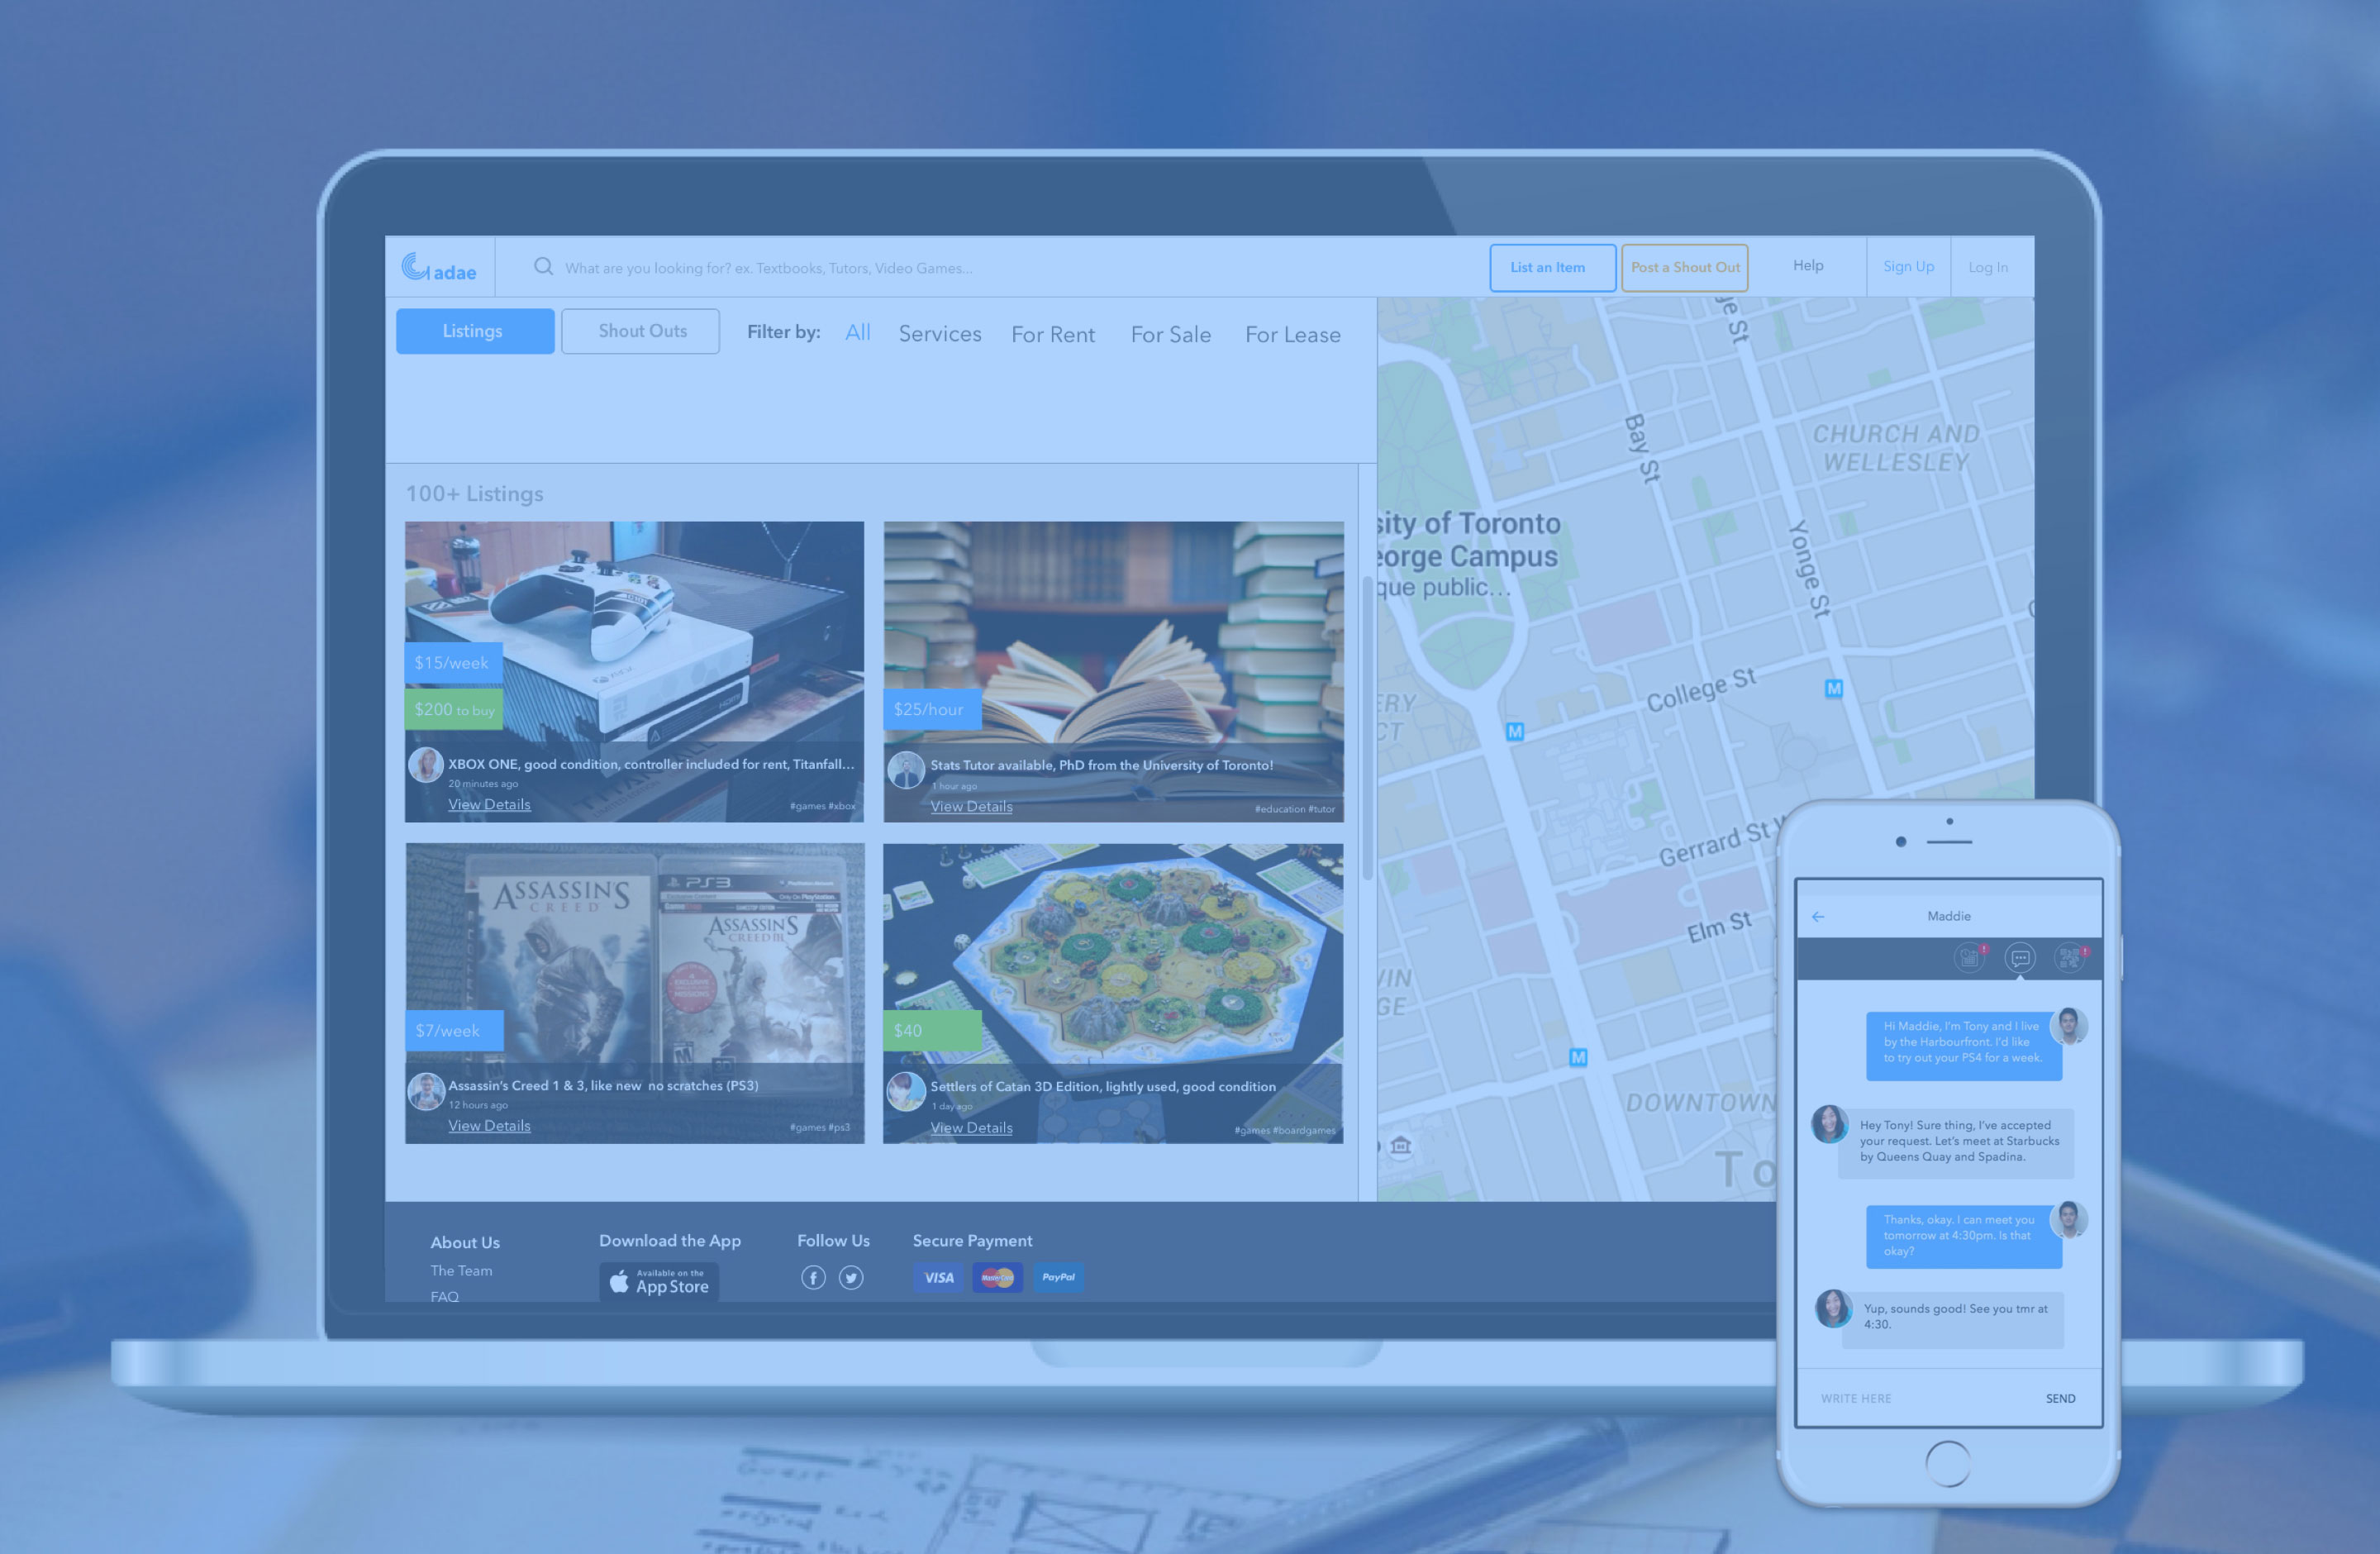 adae
What are you looking for? ex. Textbooks, Tutors, Video Games...
List an Item
Post a Shout Out
Help
Sign Up
Log In
Listings
Shout Outs
Filter by:
All
Services
For Rent
For Sale
For Lease
100+ Listings
$15/week
$200 to buy
XBOX ONE, good condition, controller included for rent, Titanfall...
20 minutes ago
View Details
#games #xbox
$25/hour
Stats Tutor available, PhD from the University of Toronto!
1 hour ago
View Details
#education #tutor
ASSASSIN'S
CREED
PS3
ASSASSIN'S
CREED III
$7/week
Assassin's Creed 1 & 3, like new no scratches (PS3)
12 hours ago
View Details
#games #ps3
$40
Settlers of Catan 3D Edition, lightly used, good condition
1 day ago
View Details
#games #boardgames
ge St
Bay St
CHURCH AND
WELLESLEY
sity of Toronto
eorge Campus
que public...
Yonge St
College St
M
M
ERY
CT
Gerrard St W
Elm St
VIN
GE
M
DOWNTOWN
To
About Us
The Team
FAQ
Download the App
Available on the
App Store
Follow Us
Secure Payment
VISA
MasterCard
PayPal
Maddie
Hi Maddie, I'm Tony and I live
by the Harbourfront. I'd like
to try out your PS4 for a week.
Hey Tony! Sure thing, I've accepted
your request. Let's meet at Starbucks
by Queens Quay and Spadina.
Thanks, okay. I can meet you
tomorrow at 4:30pm. Is that
okay?
Yup, sounds good! See you tmr at
4:30.
WRITE HERE
SEND